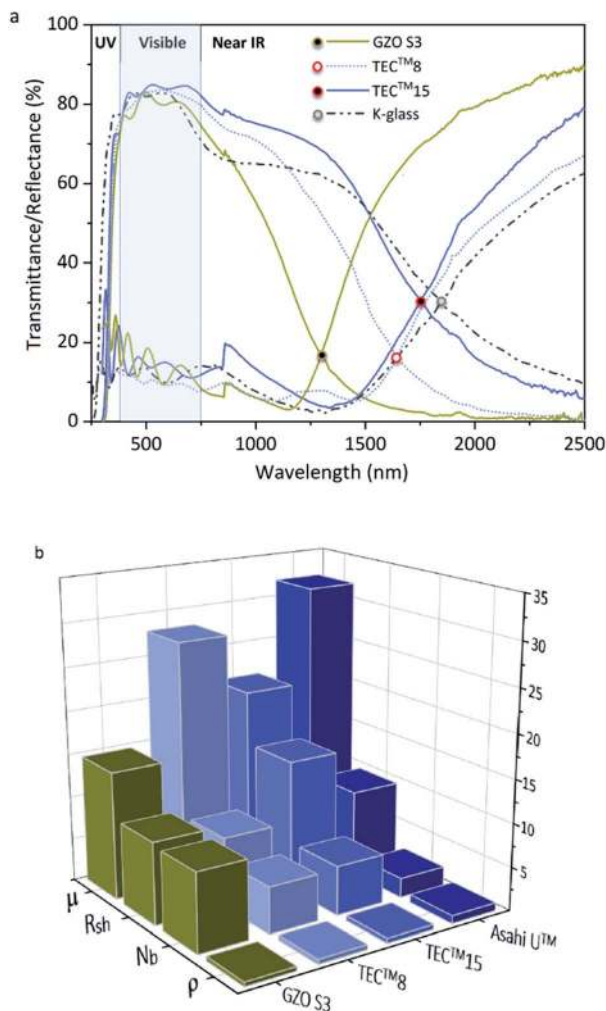 a
100
80
60
40
20
0
Transmittance/Reflectance (%)
UV
Visible
Near IR
GZO S3
TEC™8
TEC™15
K-glass
500
1000
1500
2000
2500
Wavelength (nm)
b
35
30
25
20
15
10
5
μ
Rsh
Nb
ρ
GZO S3
TEC™8
TEC™15
Asahi U™